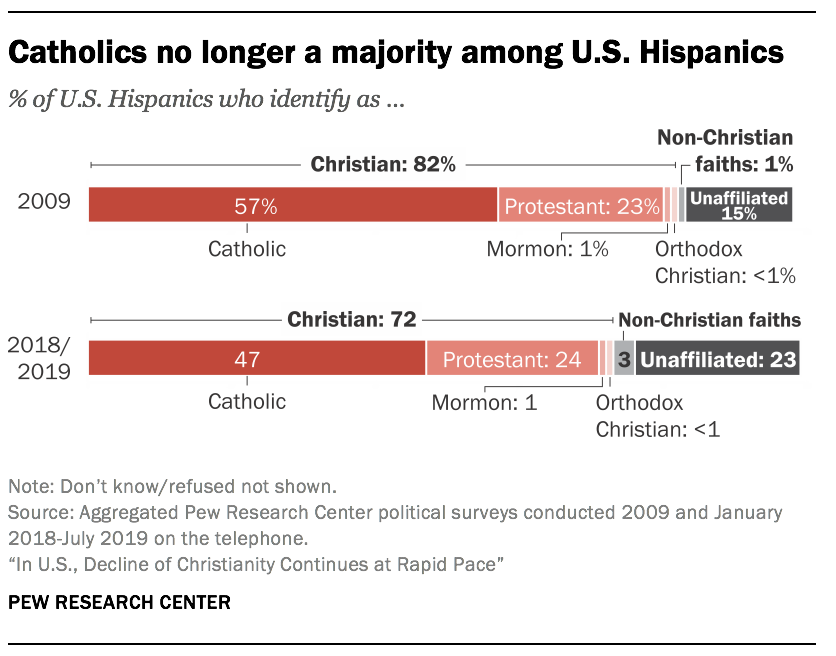 Catholics no longer a majority among U.S. Hispanics
% of U.S. Hispanics who identify as ...
Non-Christian
Christian: 82%
faiths: 1%
2009
57%
Protestant: 23%
Unaffiliated
15%
Catholic
Mormon: 1%
Orthodox
Christian: <1%
Christian: 72
Non-Christian faiths
2018/
2019
47
Protestant: 24
3
Unaffiliated: 23
Catholic
Mormon: 1
Orthodox
Christian: <1
Note: Don’t know/refused not shown.
Source: Aggregated Pew Research Center political surveys conducted 2009 and January
2018-July 2019 on the telephone.
“In U.S., Decline of Christianity Continues at Rapid Pace”
PEW RESEARCH CENTER